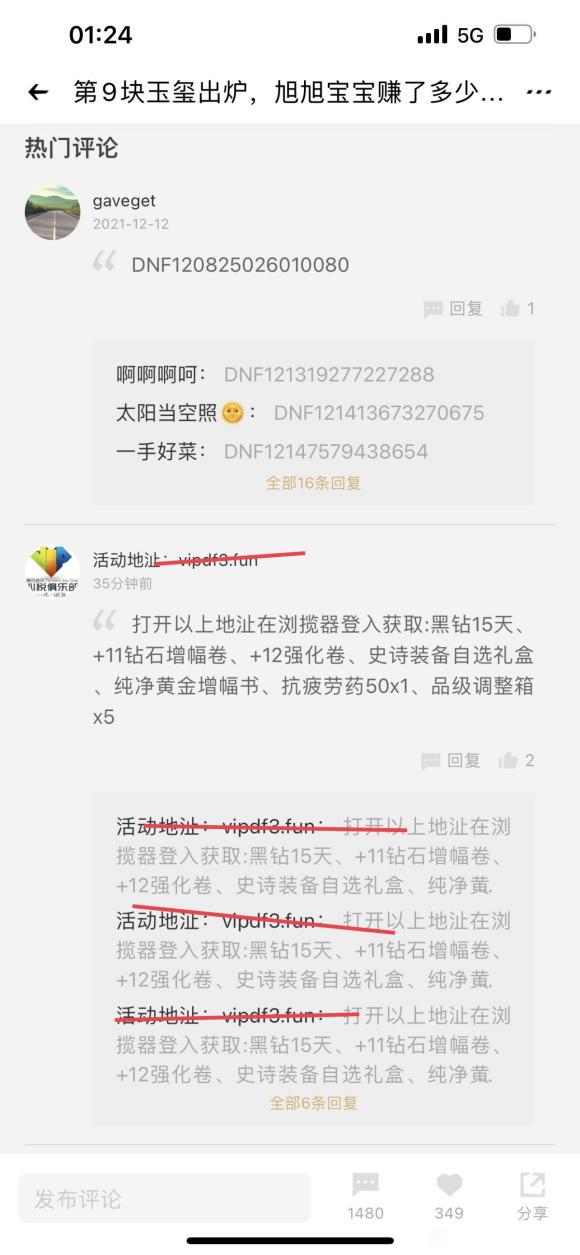 01:24
5G
第9块玉玺出炉，旭旭宝宝赚了多少...
热门评论
gaveget
2021-12-12
DNF120825026010080
回复 1
啊啊啊呵： DNF121319277227288
太阳当空照🌞： DNF121413673270675
一手好菜： DNF12147579438654
全部16条回复
活动地址：vipdf3.fun
35分钟前
打开以上地址在浏揽器登入获取:黑钻15天、
+11钻石增幅卷、+12强化卷、史诗装备自选礼盒
、纯净黄金增幅书、抗疲劳药50x1、品级调整箱
x5
回复 2
活动地址：vipdf3.fun： 打开以上地址在浏
揽器登入获取:黑钻15天、+11钻石增幅卷、
+12强化卷、史诗装备自选礼盒、纯净黄.
活动地址：vipdf3.fun： 打开以上地址在浏
揽器登入获取:黑钻15天、+11钻石增幅卷、
+12强化卷、史诗装备自选礼盒、纯净黄.
活动地址：vipdf3.fun： 打开以上地址在浏
揽器登入获取:黑钻15天、+11钻石增幅卷、
+12强化卷、史诗装备自选礼盒、纯净黄.
全部6条回复
发布评论
1480
349
分享